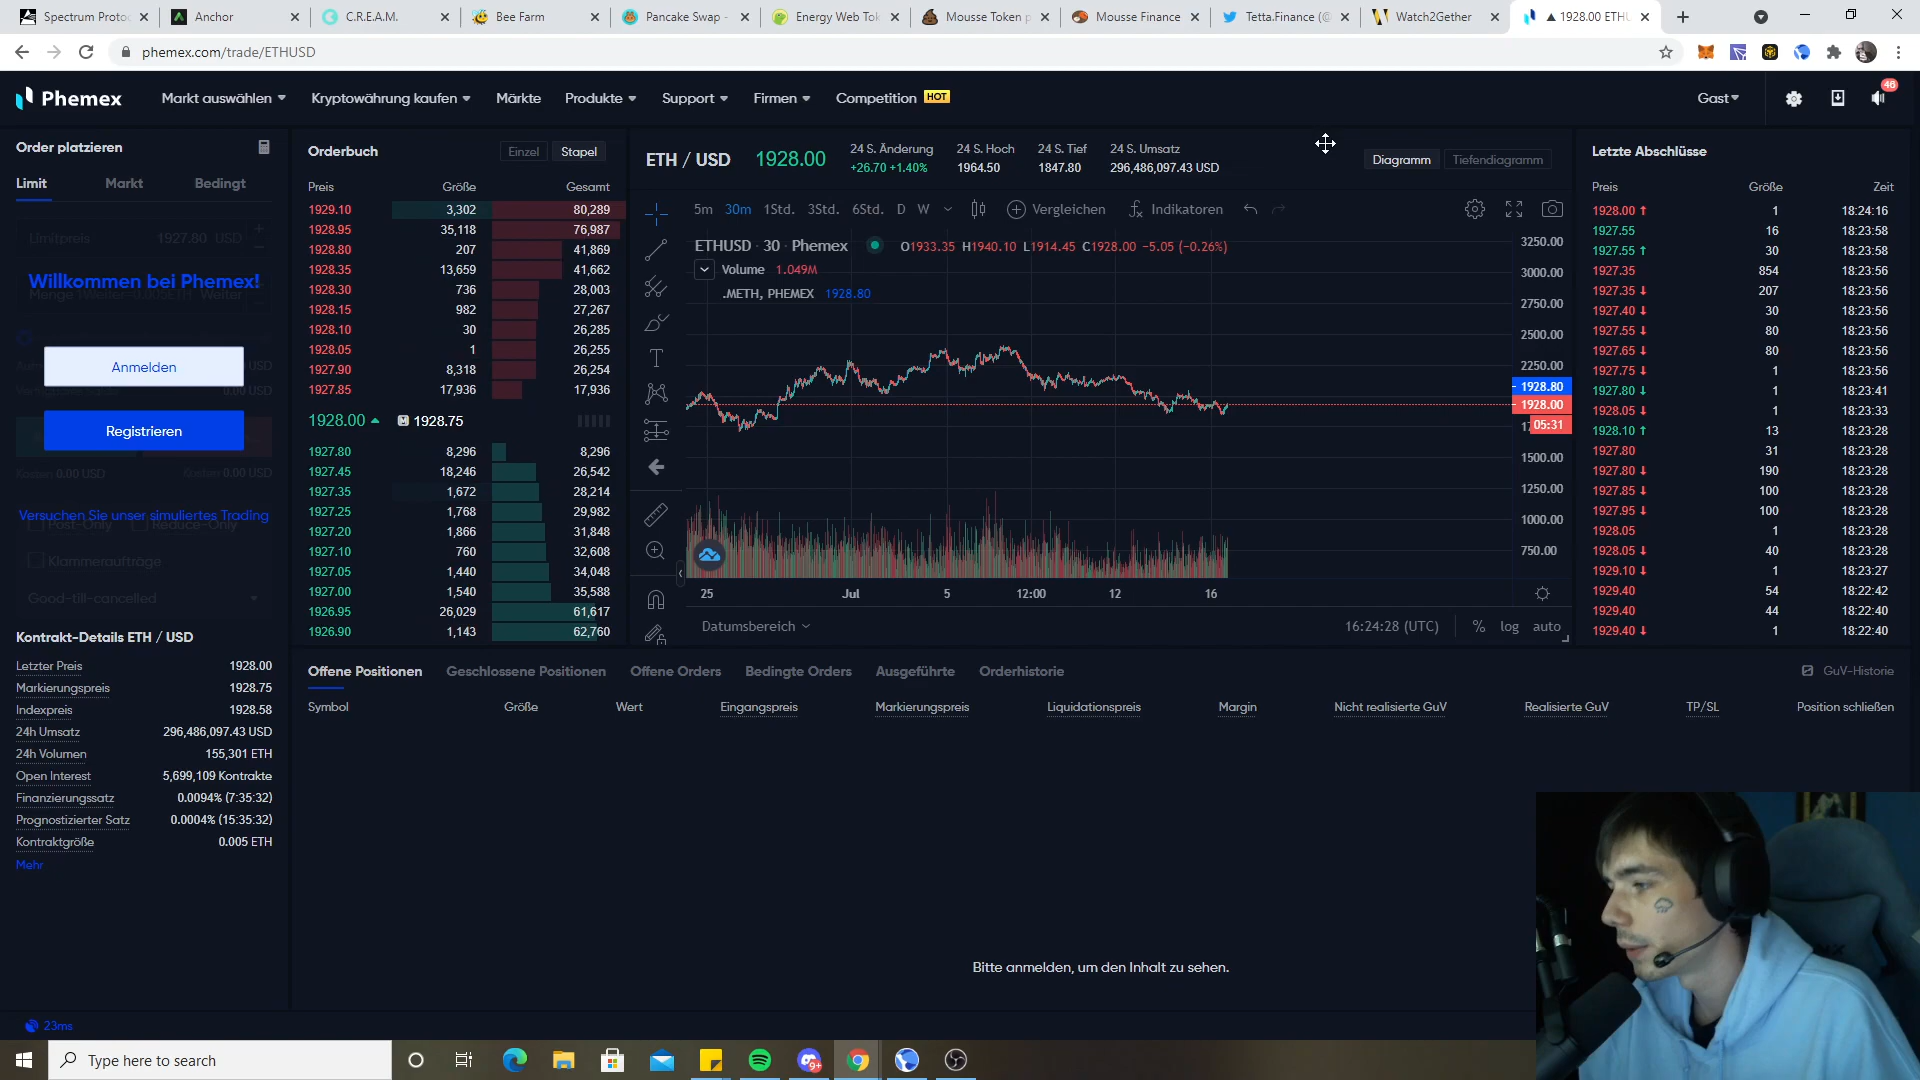 Spectrum Proto
Anchor
C.R.E.A.M.
Bee Farm
Pancake Swap -
Energy Web Tok
Mousse Token p
Mousse Finance
Tetta.Finance (@
Watch2Gether
▲ 1928.00 ETHU
phemex.com/trade/ETHUSD
Phemex
Markt auswählen
Kryptowährung kaufen
Märkte
Produkte
Support
Firmen
Competition HOT
Gast
46
Order platzieren
Limit Markt Bedingt
Limitpreis 1927.80 USD
Willkommen bei Phemex!
Anmelden
Registrieren
Kosten 0.00 USD Kosten 0.00 USD
Versuchen Sie unser simuliertes Trading
Post-Only Reduce-Only
Klammeraufträge
Good-till-cancelled
Kontrakt-Details ETH / USD
Letzter Preis 1928.00
Markierungspreis 1928.75
Indexpreis 1928.58
24h Umsatz 296,486,097.43 USD
24h Volumen 155,301 ETH
Open Interest 5,699,109 Kontrakte
Finanzierungssatz 0.0094% (7:35:32)
Prognostizierter Satz 0.0004% (15:35:32)
Kontraktgröße 0.005 ETH
Mehr
23ms
Orderbuch Einzel Stapel
Preis Größe Gesamt
1929.10 3,302 80,289
1928.95 35,118 76,987
1928.80 207 41,869
1928.35 13,659 41,662
1928.30 736 28,003
1928.15 982 27,267
1928.10 30 26,285
1928.05 1 26,255
1927.90 8,318 26,254
1927.85 17,936 17,936
1928.00 1928.75
1927.80 8,296 8,296
1927.45 18,246 26,542
1927.35 1,672 28,214
1927.25 1,768 29,982
1927.20 1,866 31,848
1927.10 760 32,608
1927.05 1,440 34,048
1927.00 1,540 35,588
1926.95 26,029 61,617
1926.90 1,143 62,760
ETH / USD 1928.00
24 S. Änderung 24 S. Hoch 24 S. Tief 24 S. Umsatz
+26.70 +1.40% 1964.50 1847.80 296,486,097.43 USD
Diagramm Tiefendiagramm
5m 30m 1Std. 3Std. 6Std. D W Vergleichen Indikatoren
ETHUSD · 30 · Phemex O1933.35 H1940.10 L1914.45 C1928.00 −5.05 (−0.26%)
Volume 1.049M
.METH, PHEMEX 1928.80
3250.00
3000.00
2750.00
2500.00
2250.00
1928.80
1928.00
05:31
1500.00
1250.00
1000.00
750.00
25 Jul 5 12:00 12 16
Datumsbereich 16:24:28 (UTC) % log auto
Letzte Abschlüsse
Preis Größe Zeit
1928.00 ↑ 1 18:24:16
1927.55 16 18:23:58
1927.55 ↑ 30 18:23:58
1927.35 854 18:23:56
1927.35 ↓ 207 18:23:56
1927.40 ↓ 30 18:23:56
1927.55 ↓ 80 18:23:56
1927.65 ↓ 80 18:23:56
1927.75 ↓ 1 18:23:56
1927.80 ↓ 1 18:23:41
1928.05 ↓ 1 18:23:33
1928.10 ↑ 13 18:23:28
1927.80 31 18:23:28
1927.80 ↓ 190 18:23:28
1927.85 ↓ 100 18:23:28
1927.95 ↓ 100 18:23:28
1928.05 1 18:23:28
1928.05 ↓ 40 18:23:28
1929.10 ↓ 1 18:23:27
1929.40 54 18:22:42
1929.40 44 18:22:40
1929.40 ↓ 1 18:22:40
Offene Positionen Geschlossene Positionen Offene Orders Bedingte Orders Ausgeführte Orderhistorie GuV-Historie
Symbol Größe Wert Eingangspreis Markierungspreis Liquidationspreis Margin Nicht realisierte GuV Realisierte GuV TP/SL Position schließen
Bitte anmelden, um den Inhalt zu sehen.
Type here to search
9+